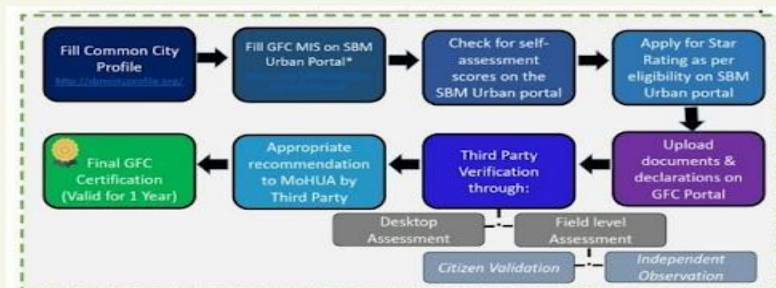 Fill Common City
Profile
Fill GFC MIS on SBM
Urban Portal*
Check for self-
assessment
scores on the
SBM Urban portal
Apply for Star
Rating as per
eligibility on SBM
Urban portal
Upload
documents &
declarations on
GFC Portal
Third Party
Verification
through:
Desktop
Assessment
Field level
Assessment
Citizen Validation
Independent
Observation
Appropriate
recommendation
to MoHUA by
Third Party
Final GFC
Certification
(Valid for 1 Year)